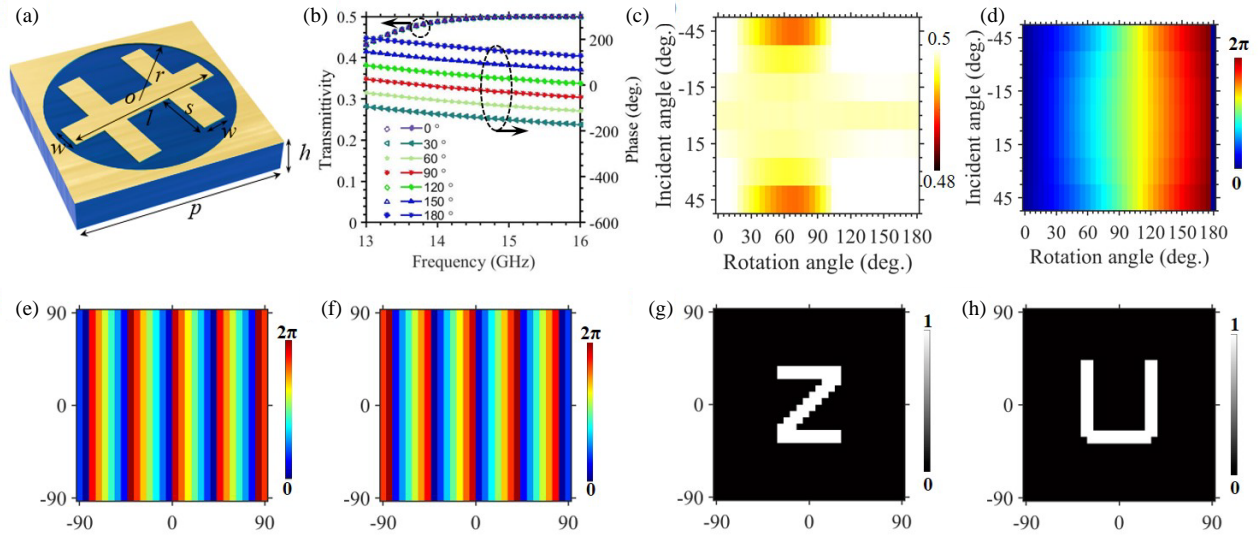 (a)
o
r
l
s
w
w
h
p
(b)
0.5
0.4
0.3
0.2
0.1
0
Transmittivity
200
0
-200
-400
-600
Phase (deg.)
0 °
30 °
60 °
90 °
120 °
150 °
180 °
13 14 15 16
Frequency (GHz)
(c)
-45
-15
15
45
Incident angle (deg.)
0 30 60 90 120 150 180
Rotation angle (deg.)
0.5
0.48
(d)
-45
-15
15
45
Incident angle (deg.)
0 30 60 90 120 150 180
Rotation angle (deg.)
2π
0
(e)
90
0
-90
-90 0 90
2π
0
(f)
90
0
-90
-90 0 90
2π
0
(g)
90
0
-90
-90 0 90
Z
1
0
(h)
90
0
-90
-90 0 90
U
1
0